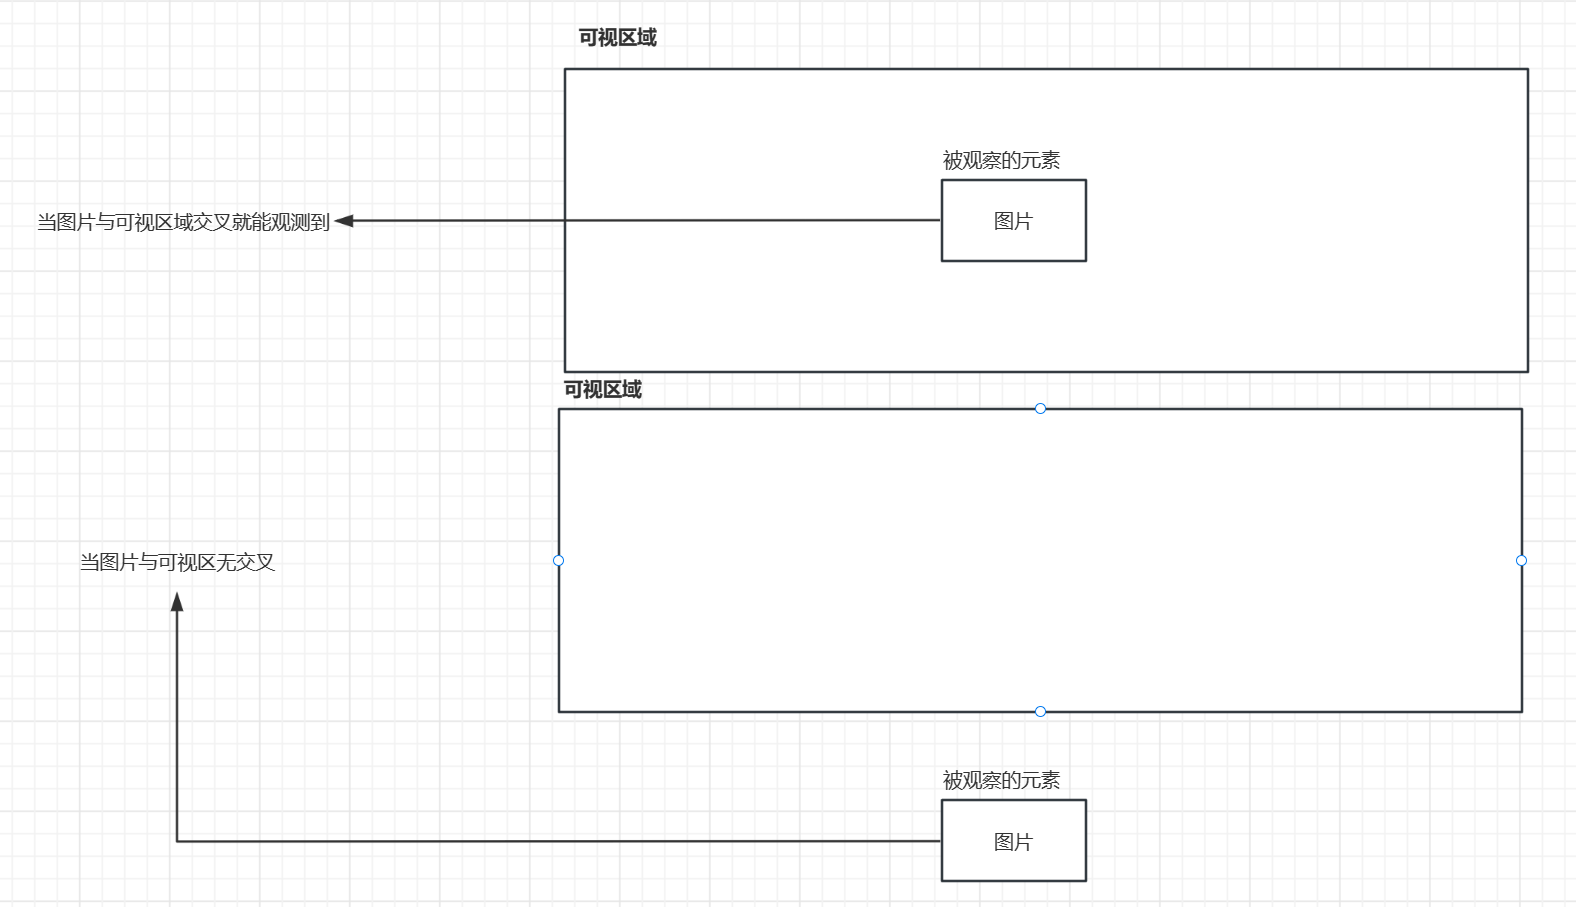 可视区域
被观察的元素
当图片与可视区域交叉就能观测到
图片
可视区域
当图片与可视区无交叉
被观察的元素
图片